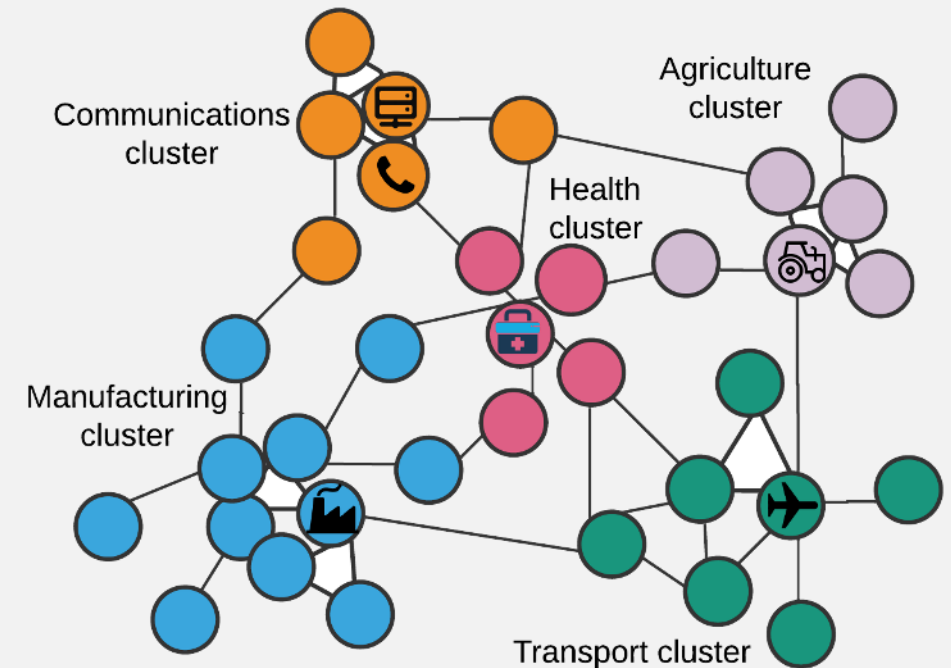 Agriculture
cluster
Communications
cluster
Health
cluster
Manufacturing
cluster
Transport cluster